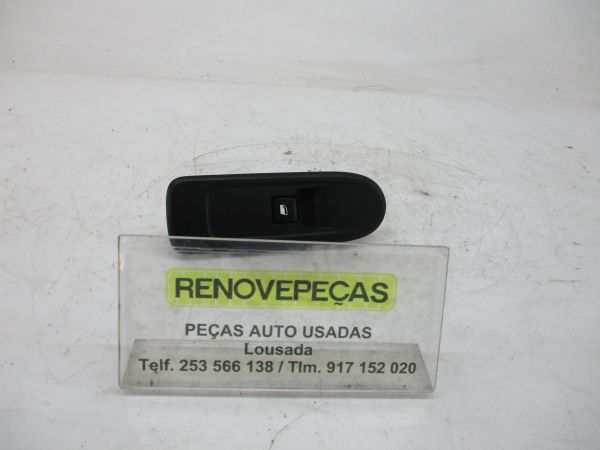 RENOVEPEÇAS
PEÇAS AUTO USADAS
Lousada
Telf. 253 566 138 / Tlm. 917 152 020